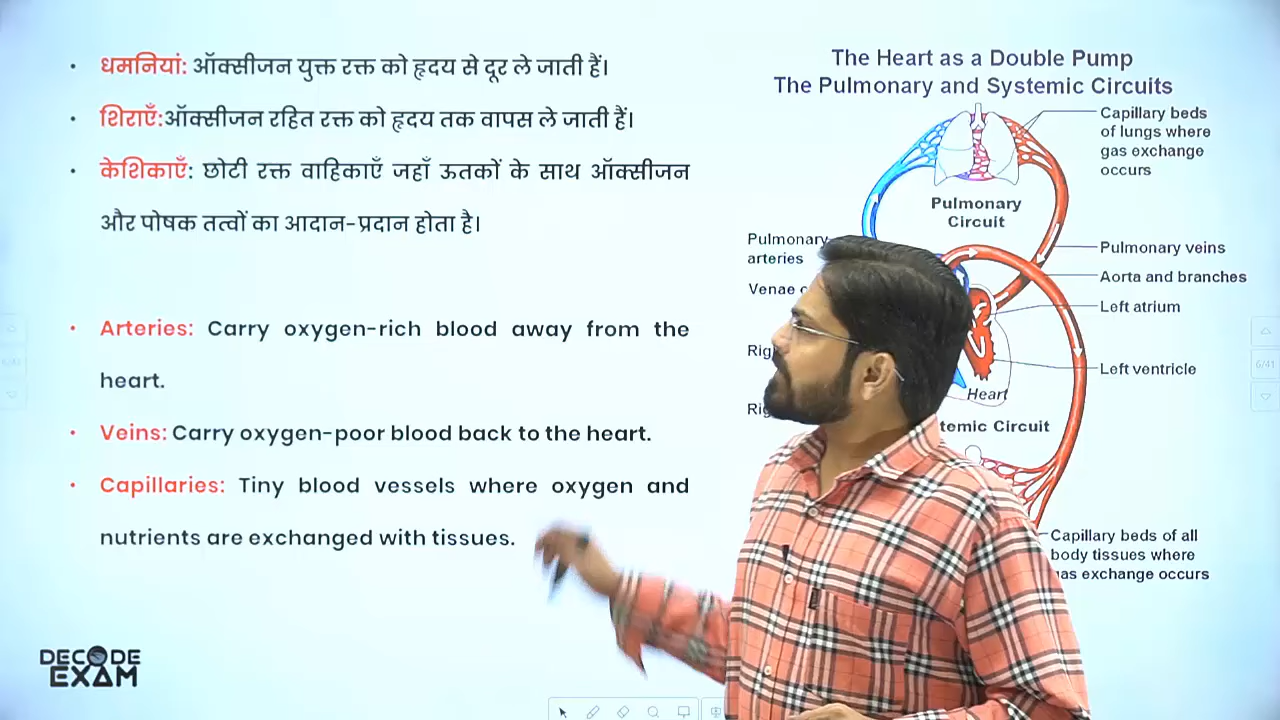 • धमनियां: ऑक्सीजन युक्त रक्त को हृदय से दूर ले जाती हैं।
• शिराएँ:ऑक्सीजन रहित रक्त को हृदय तक वापस ले जाती हैं।
• केशिकाएँ: छोटी रक्त वाहिकाएँ जहाँ ऊतकों के साथ ऑक्सीजन
और पोषक तत्वों का आदान-प्रदान होता है।
• Arteries: Carry oxygen-rich blood away from the
heart.
• Veins: Carry oxygen-poor blood back to the heart.
• Capillaries: Tiny blood vessels where oxygen and
nutrients are exchanged with tissues.
DECODE
EXAM
The Heart as a Double Pump
The Pulmonary and Systemic Circuits
Capillary beds
of lungs where
gas exchange
occurs
Pulmonary
Circuit
Pulmonary
arteries
Venae
Pulmonary veins
Aorta and branches
Left atrium
Left ventricle
Heart
Circuit
Capillary beds of all
body tissues where
gas exchange occurs
6/41